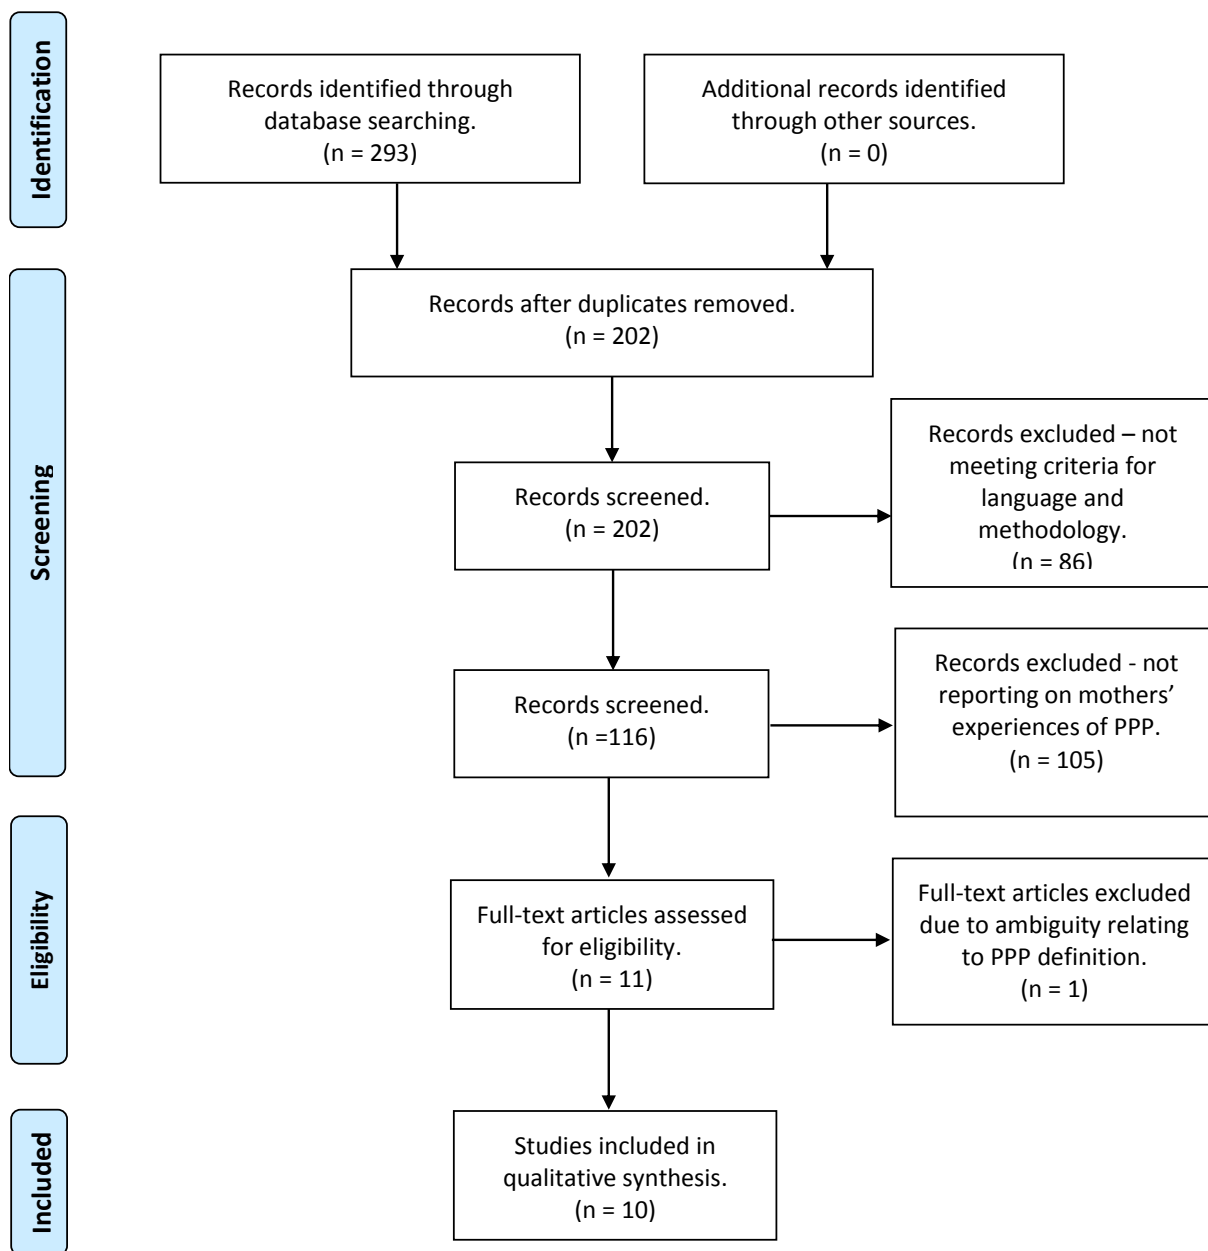 Identification
Records identified through
database searching.
(n = 293)
Additional records identified
through other sources.
(n = 0)
Screening
Records after duplicates removed.
(n = 202)
Records screened.
(n = 202)
Records excluded – not
meeting criteria for
language and
methodology.
(n = 86)
Records screened.
(n =116)
Records excluded - not
reporting on mothers’
experiences of PPP.
(n = 105)
Eligibility
Full-text articles assessed
for eligibility.
(n = 11)
Full-text articles excluded
due to ambiguity relating
to PPP definition.
(n = 1)
Included
Studies included in
qualitative synthesis.
(n = 10)